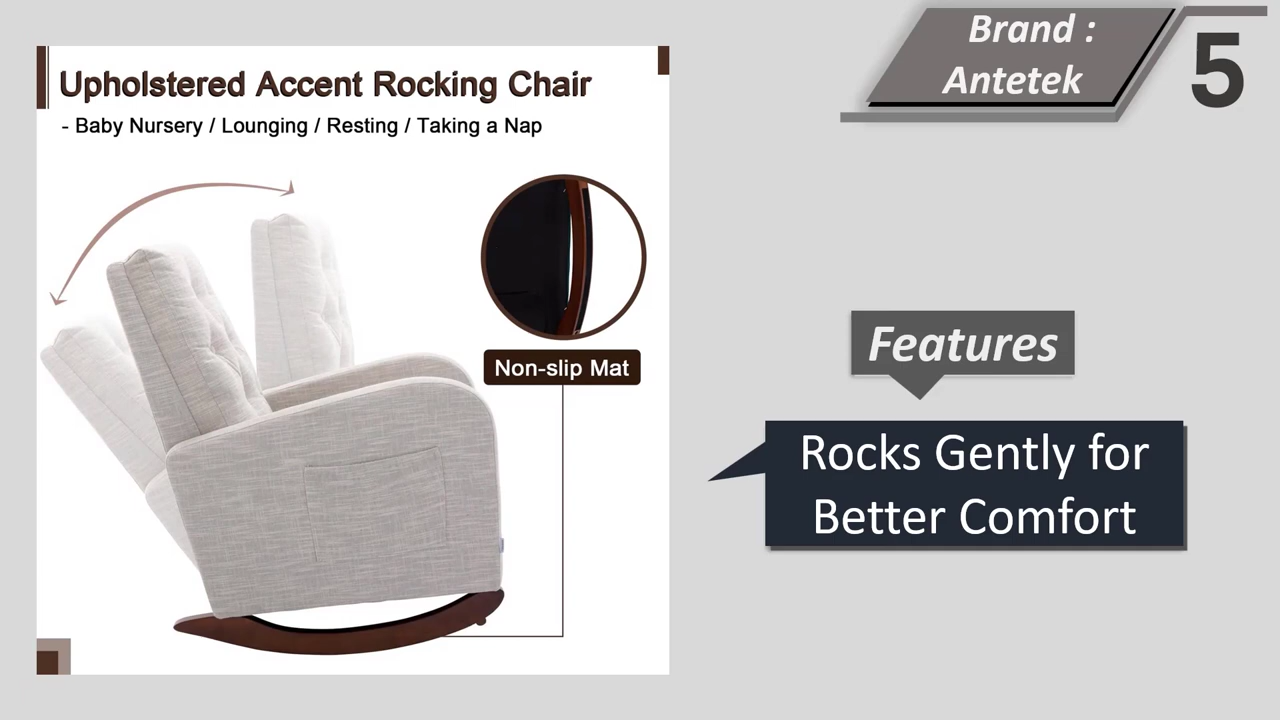 Upholstered Accent Rocking Chair
- Baby Nursery / Lounging / Resting / Taking a Nap
Non-slip Mat
Brand :
Antetek
5
Features
Rocks Gently for
Better Comfort